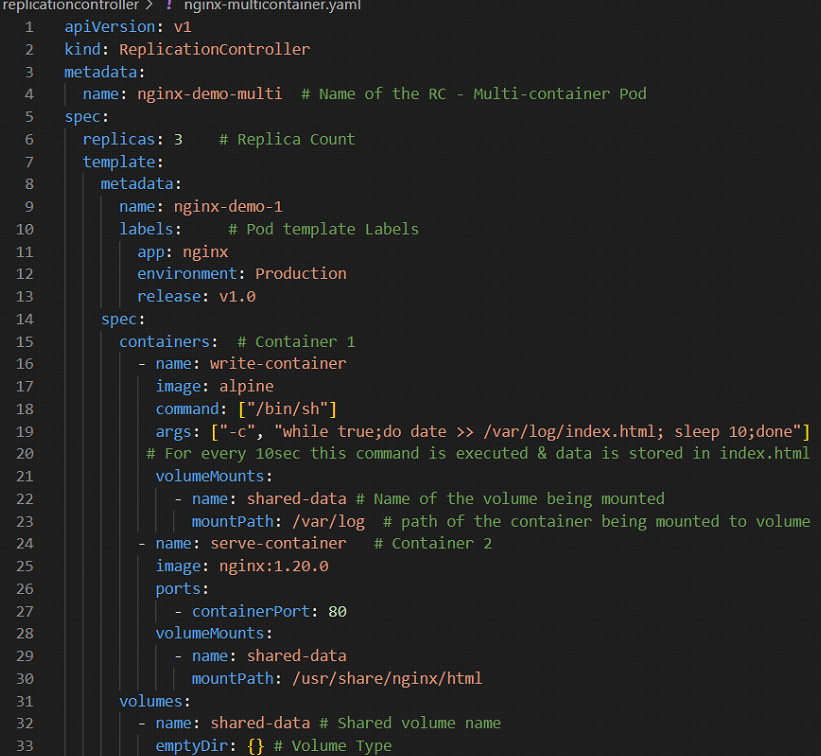 replicationcontroller > ! nginx-multicontainer.yaml
1 apiVersion: v1
2 kind: ReplicationController
3 metadata:
4   name: nginx-demo-multi  # Name of the RC - Multi-container Pod
5 spec:
6   replicas: 3    # Replica Count
7   template:
8     metadata:
9       name: nginx-demo-1
10       labels:     # Pod template Labels
11         app: nginx
12         environment: Production
13         release: v1.0
14     spec:
15       containers:  # Container 1
16         - name: write-container
17           image: alpine
18           command: ["/bin/sh"]
19           args: ["-c", "while true;do date >> /var/log/index.html; sleep 10;done"]
20          # For every 10sec this command is executed & data is stored in index.html
21           volumeMounts:
22             - name: shared-data # Name of the volume being mounted
23               mountPath: /var/log  # path of the container being mounted to volume
24         - name: serve-container   # Container 2
25           image: nginx:1.20.0
26           ports:
27             - containerPort: 80
28           volumeMounts:
29             - name: shared-data
30               mountPath: /usr/share/nginx/html
31       volumes:
32         - name: shared-data # Shared volume name
33           emptyDir: {} # Volume Type